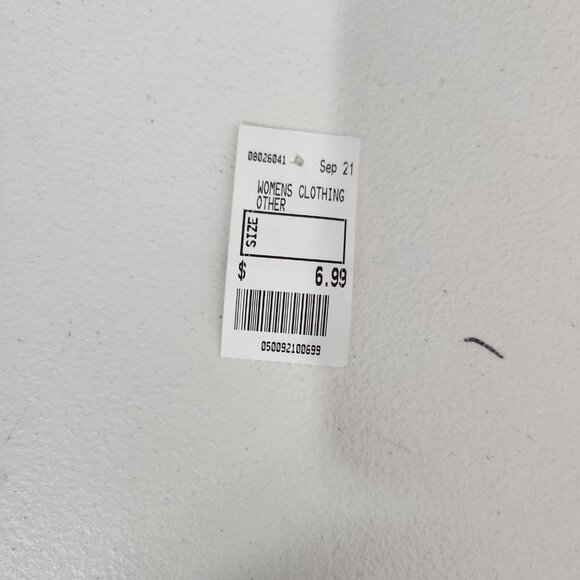 08026041 Sep 21
WOMENS CLOTHING
OTHER
SIZE
$ 6.99
050092100699